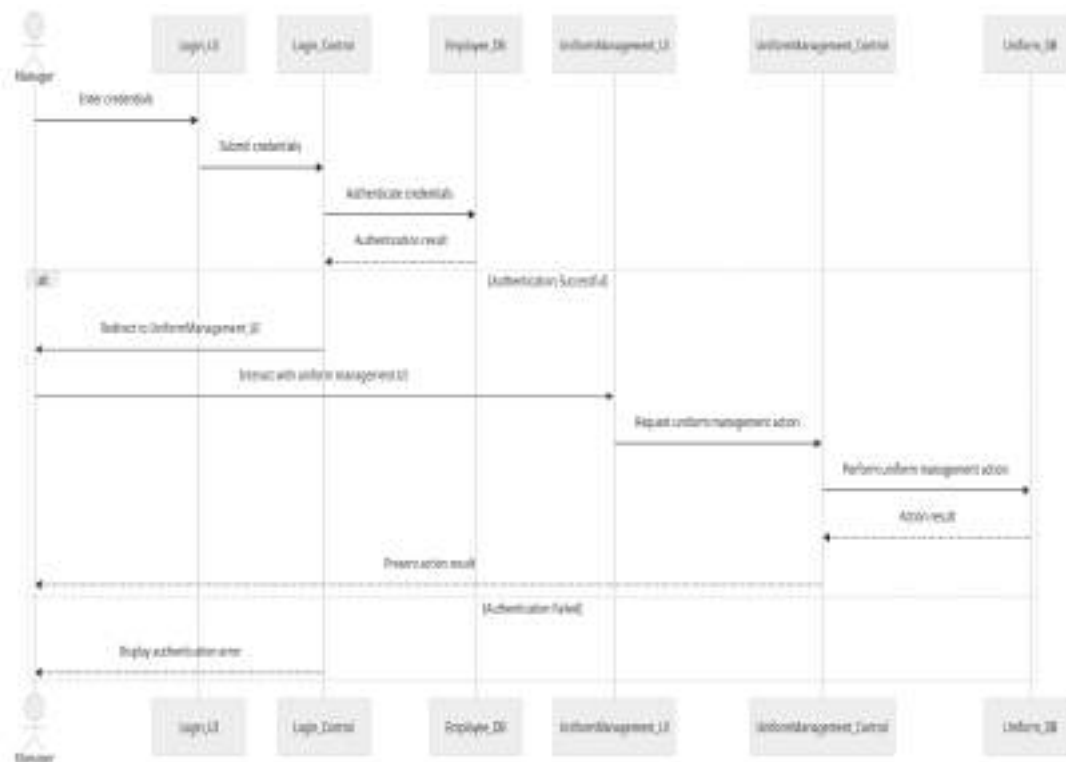 Login_UI
Login_Control
Employee_DB
UniformManagement_UI
UniformManagement_Control
Uniform_DB
Manager
Enter credentials
Submit credentials
Authenticate credentials
Authentication result
alt
[Authentication Successful]
Redirect to UniformManagement_UI
Interact with uniform management UI
Request uniform management action
Perform uniform management action
Action result
Present action result
[Authentication Failed]
Display authentication error
Login_UI
Login_Control
Employee_DB
UniformManagement_UI
UniformManagement_Control
Uniform_DB
Manager